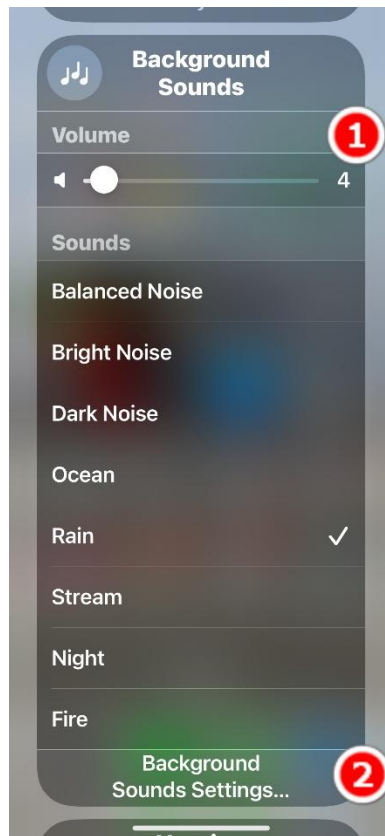 Background
Sounds
Volume
1
4
Sounds
Balanced Noise
Bright Noise
Dark Noise
Ocean
Rain
Stream
Night
Fire
Background
Sounds Settings...
2